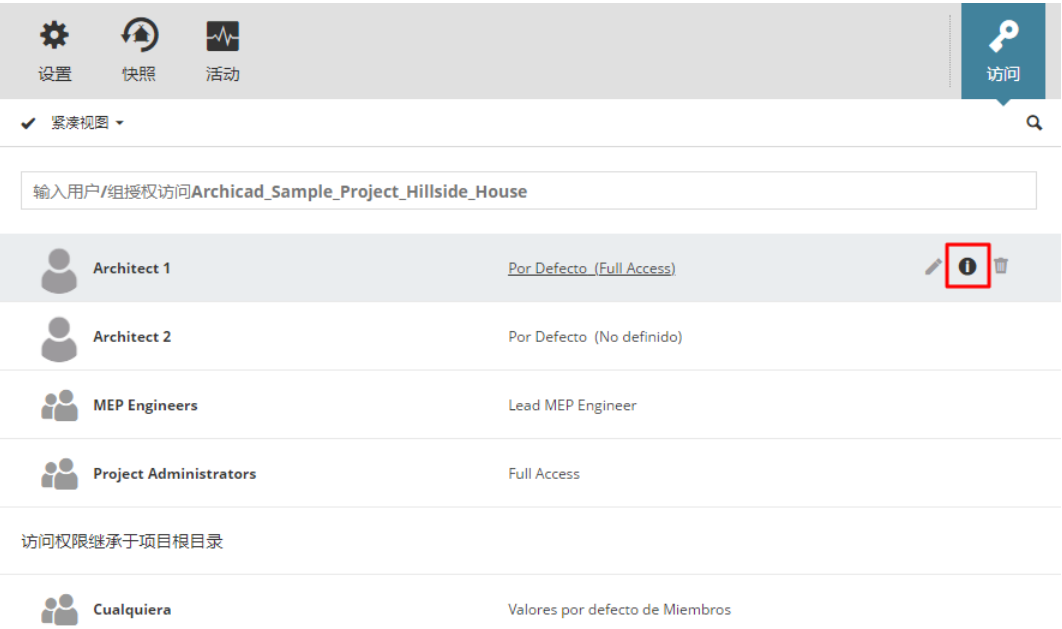 设置 快照 活动 访问
紧凑视图
输入用户/组授权访问Archicad_Sample_Project_Hillside_House
Architect 1 Por Defecto (Full Access)
Architect 2 Por Defecto (No definido)
MEP Engineers Lead MEP Engineer
Project Administrators Full Access
访问权限继承于项目根目录
Cualquiera Valores por defecto de Miembros